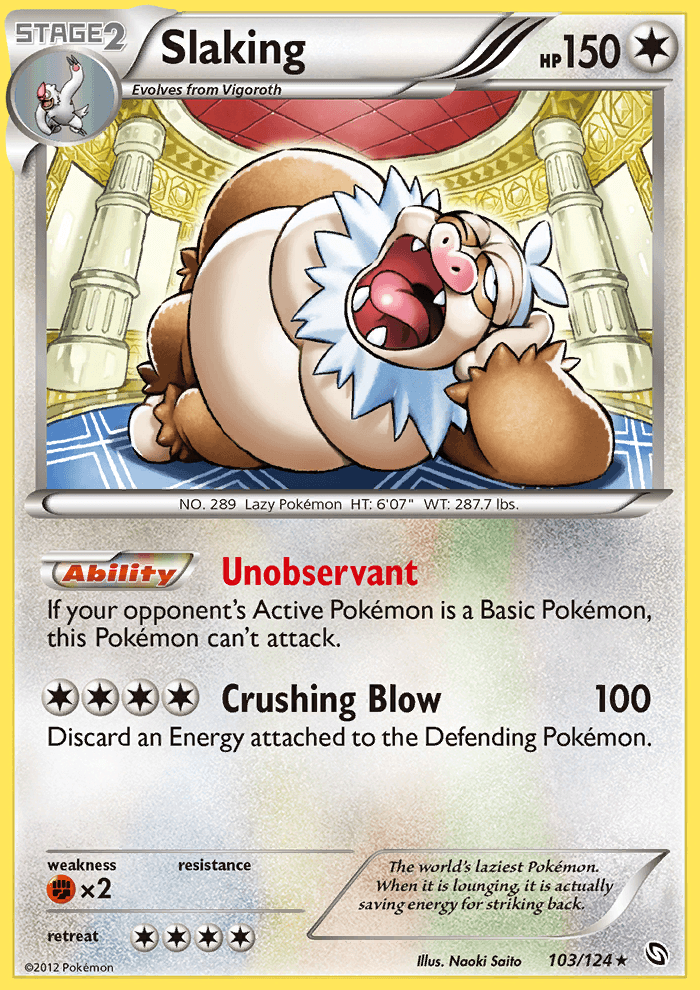 STAGE2
Slaking
HP150
Evolves from Vigoroth
NO. 289 Lazy Pokémon HT: 6'07" WT: 287.7 lbs.
Ability Unobservant
If your opponent's Active Pokémon is a Basic Pokémon,
this Pokémon can't attack.
Crushing Blow 100
Discard an Energy attached to the Defending Pokémon.
weakness resistance
×2
The world's laziest Pokémon.
When it is lounging, it is actually
saving energy for striking back.
retreat
©2012 Pokémon
Illus. Naoki Saito 103/124★